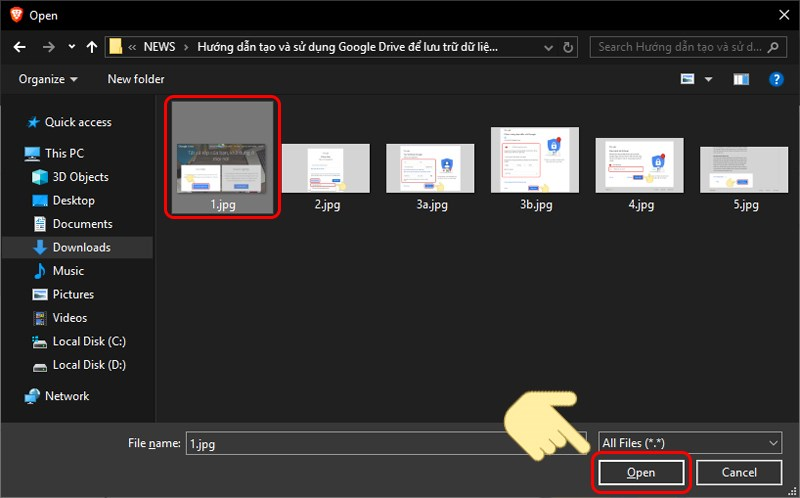 Open
NEWS > Hướng dẫn tạo và sử dụng Google Drive để lưu trữ dữ liệ...
Search Hướng dẫn tạo và sử d...
Organize
New folder
Quick access
This PC
3D Objects
Desktop
Documents
Downloads
Music
Pictures
Videos
Local Disk (C:)
Local Disk (D:)
Network
1.jpg
2.jpg
3a.jpg
3b.jpg
4.jpg
5.jpg
File name:
1.jpg
All Files (*.*)
Open
Cancel